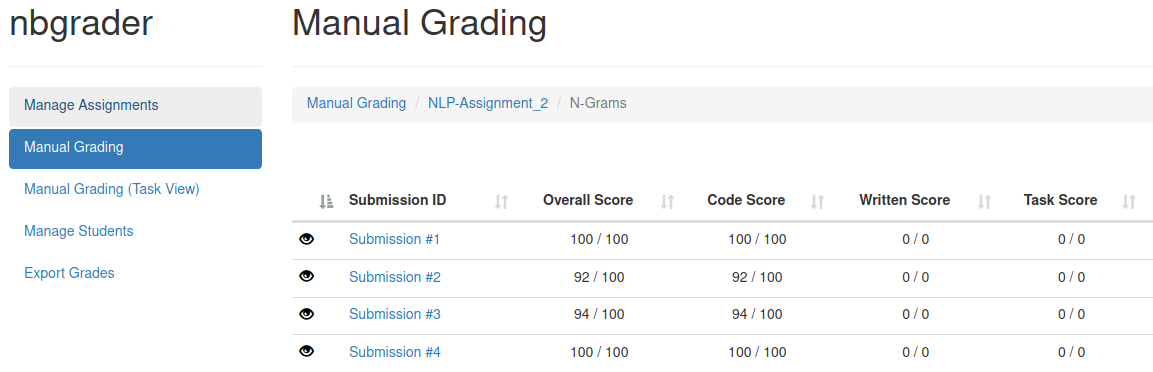 nbgrader
Manage Assignments
Manual Grading
Manual Grading (Task View)
Manage Students
Export Grades
Manual Grading
Manual Grading / NLP-Assignment_2 / N-Grams
Submission ID Overall Score Code Score Written Score Task Score
Submission #1 100 / 100 100 / 100 0 / 0 0 / 0
Submission #2 92 / 100 92 / 100 0 / 0 0 / 0
Submission #3 94 / 100 94 / 100 0 / 0 0 / 0
Submission #4 100 / 100 100 / 100 0 / 0 0 / 0